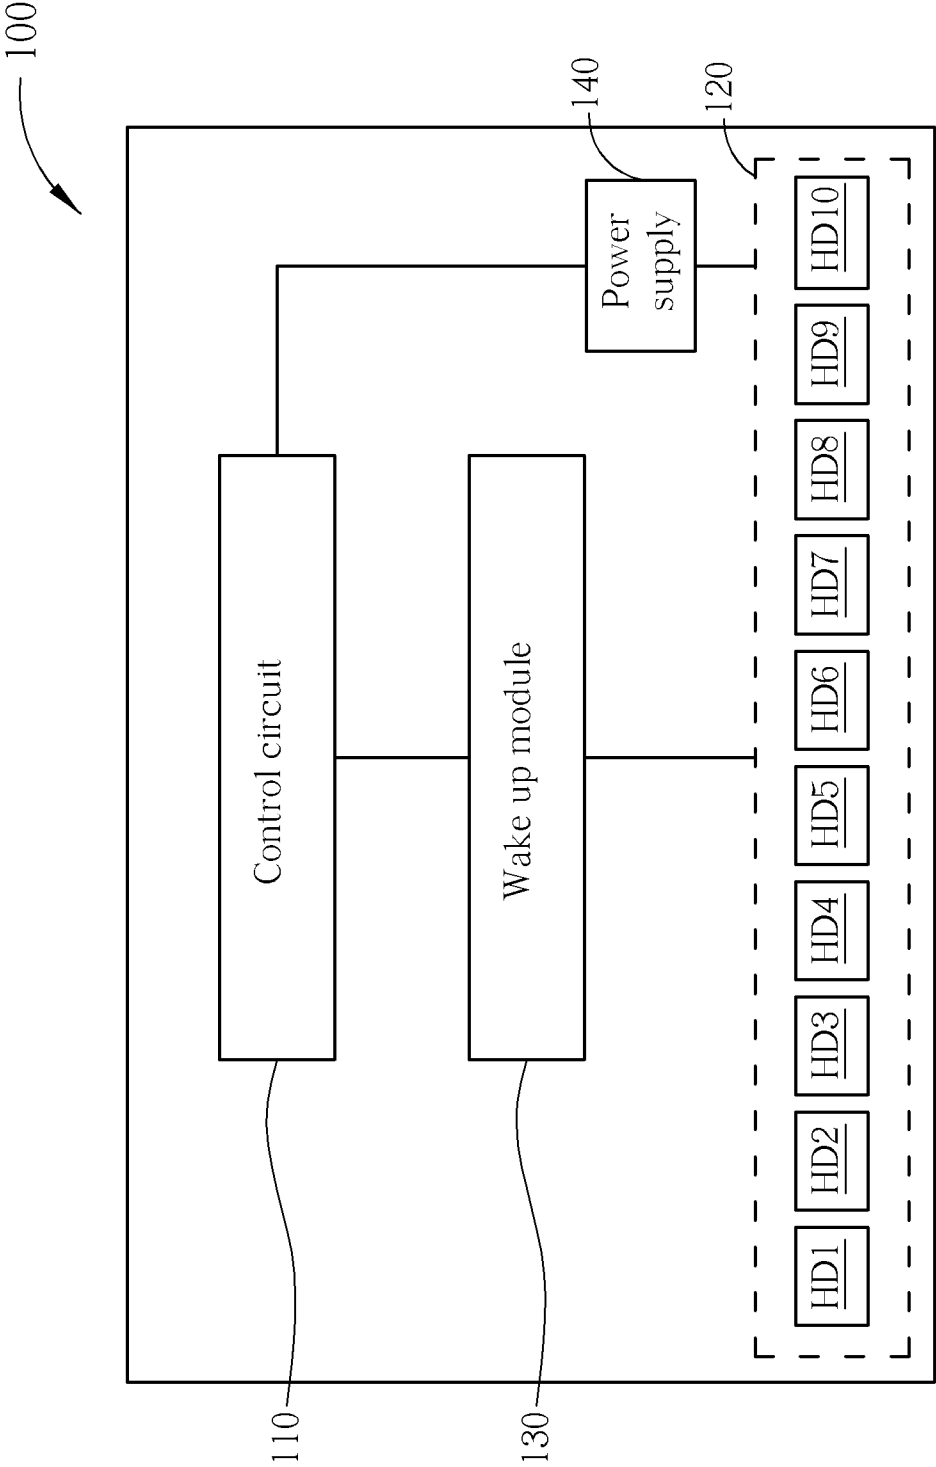 100
140
120
Power
supply
Control circuit
Wake up module
HD1
HD2
HD3
HD4
HD5
HD6
HD7
HD8
HD9
HD10
110
130